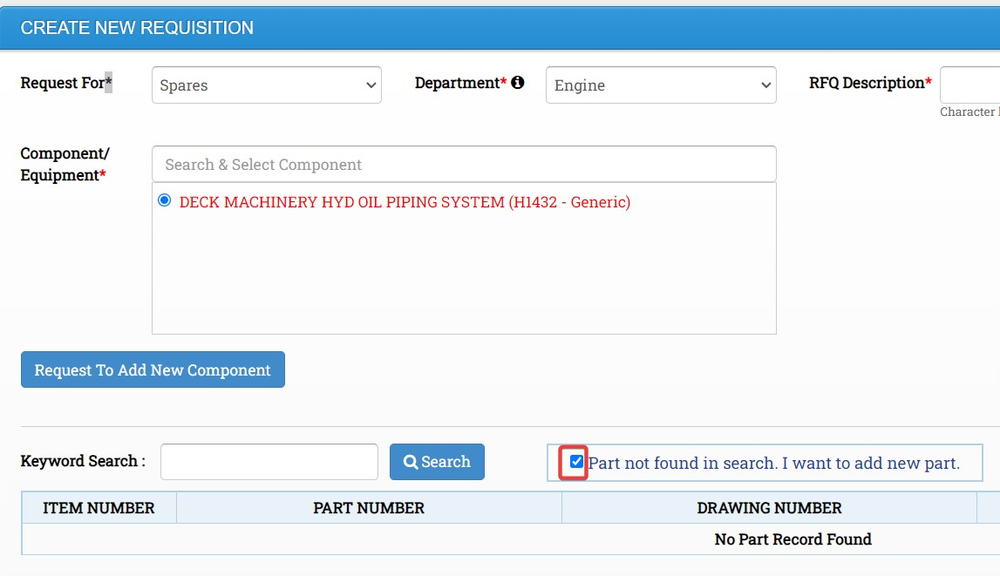 CREATE NEW REQUISITION
Request For* Spares Department* Engine RFQ Description*
Character
Component/
Equipment*
Search & Select Component
DECK MACHINERY HYD OIL PIPING SYSTEM (H1432 - Generic)
Request To Add New Component
Keyword Search : Search Part not found in search. I want to add new part.
ITEM NUMBER PART NUMBER DRAWING NUMBER
No Part Record Found